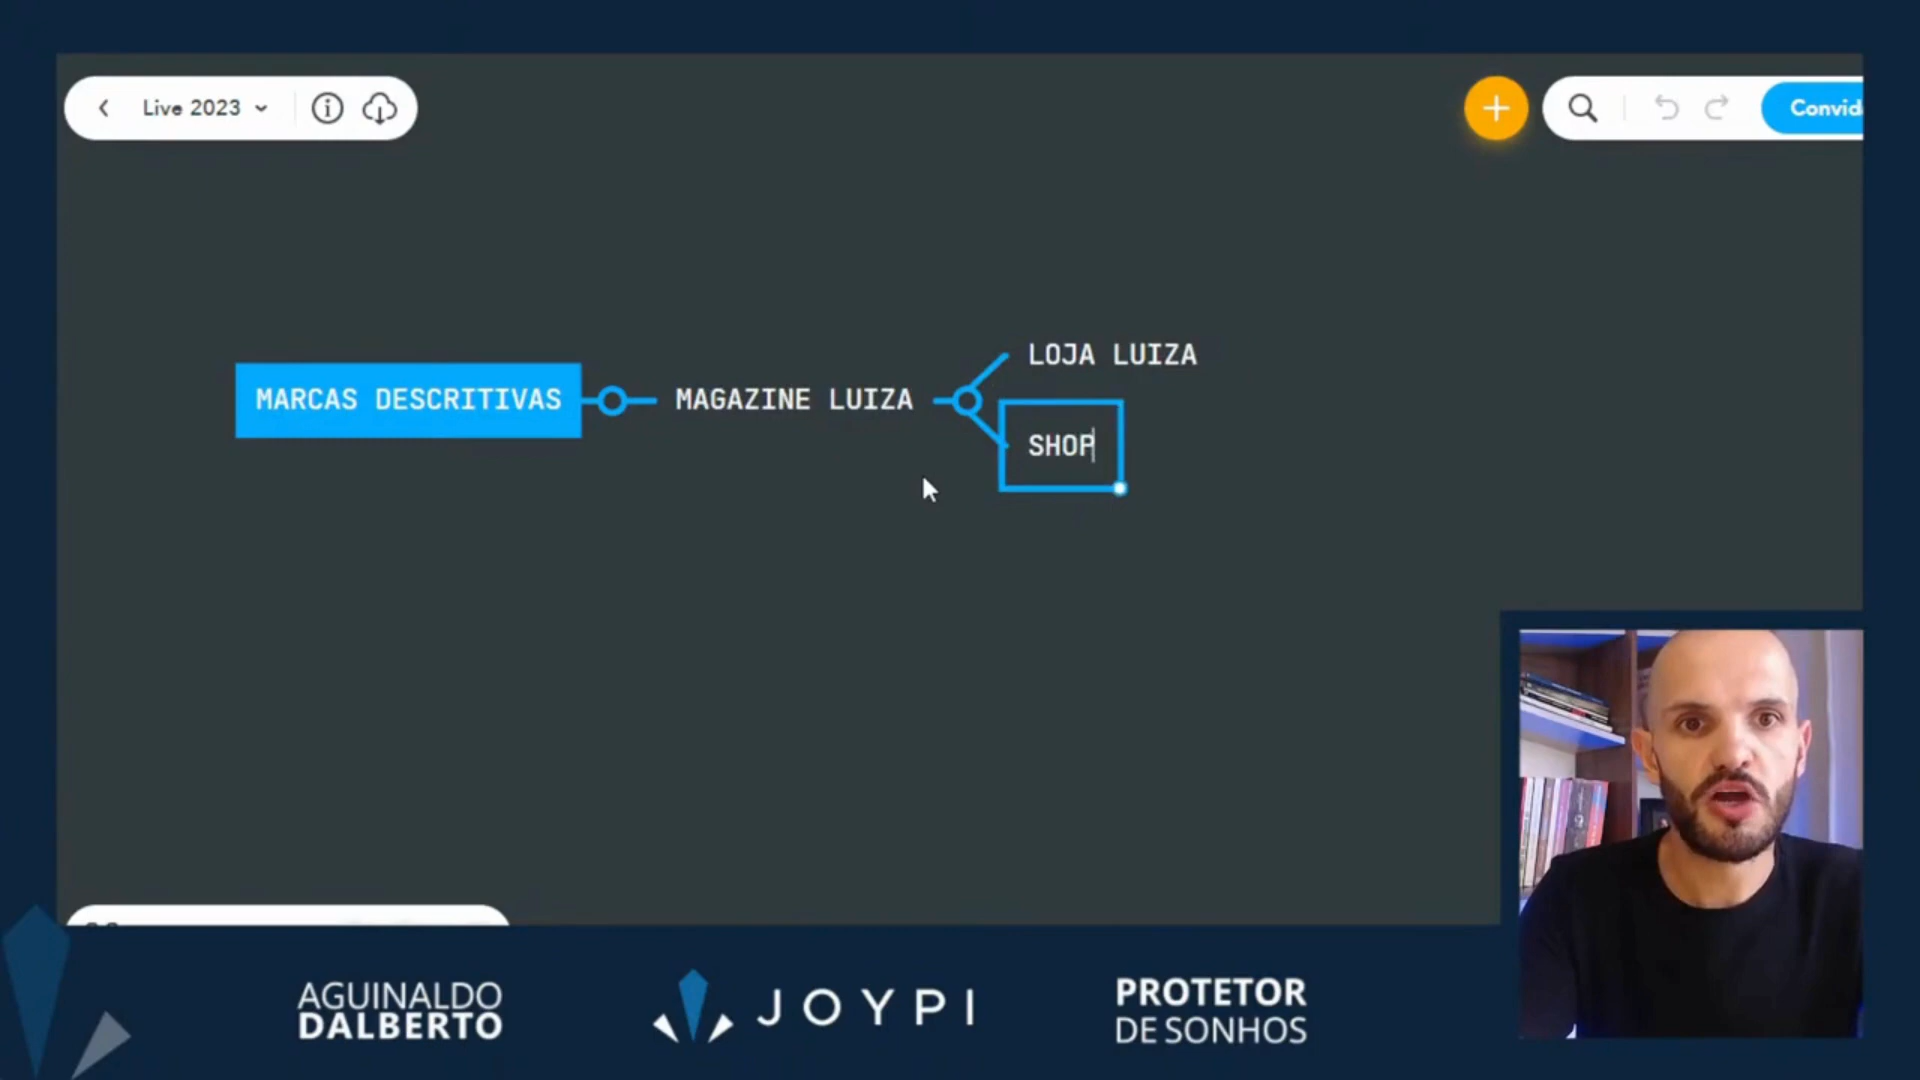 Live 2023
Convid
LOJA LUIZA
MARCAS DESCRITIVAS
MAGAZINE LUIZA
SHOP
AGUINALDO
DALBERTO
JOYPI
PROTETOR
DE SONHOS